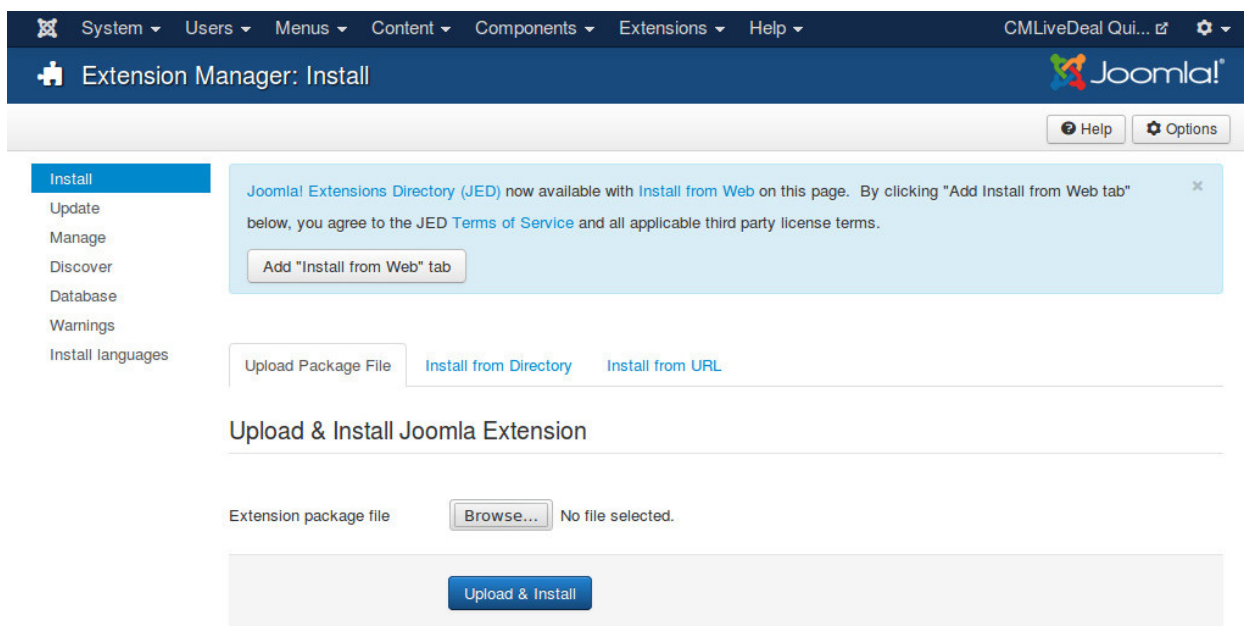 System Users Menus Content Components Extensions Help CMLiveDeal Qui...
Extension Manager: Install Joomla!®
Help Options
Install
Update
Manage
Discover
Database
Warnings
Install languages
Joomla! Extensions Directory (JED) now available with Install from Web on this page. By clicking "Add Install from Web tab"
below, you agree to the JED Terms of Service and all applicable third party license terms.
Add "Install from Web" tab
Upload Package File Install from Directory Install from URL
Upload & Install Joomla Extension
Extension package file Browse... No file selected.
Upload & Install